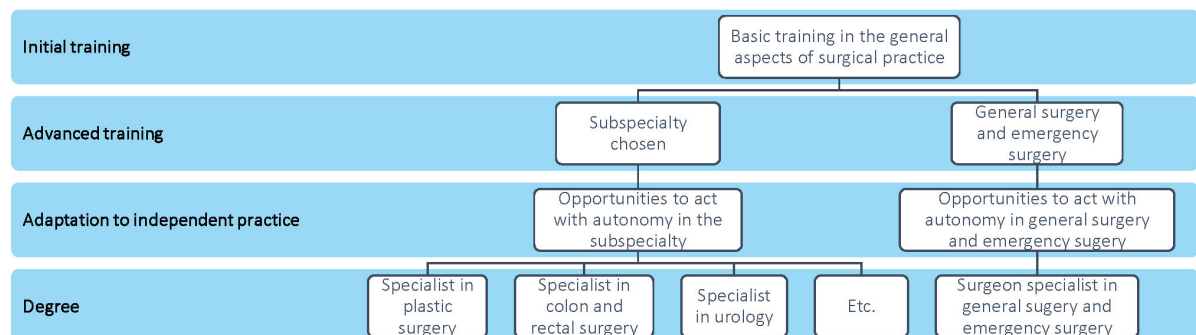 Initial training
Basic training in the general
aspects of surgical practice
Advanced training
Subspecialty
chosen
General surgery
and emergency
surgery
Adaptation to independent practice
Opportunities to act
with autonomy in the
subspecialty
Opportunities to act with
autonomy in general surgery
and emergency sugery
Degree
Specialist in
plastic
surgery
Specialist in
colon and
rectal surgery
Specialist
in urology
Etc.
Surgeon specialist in
general sugery and
emergency surgery